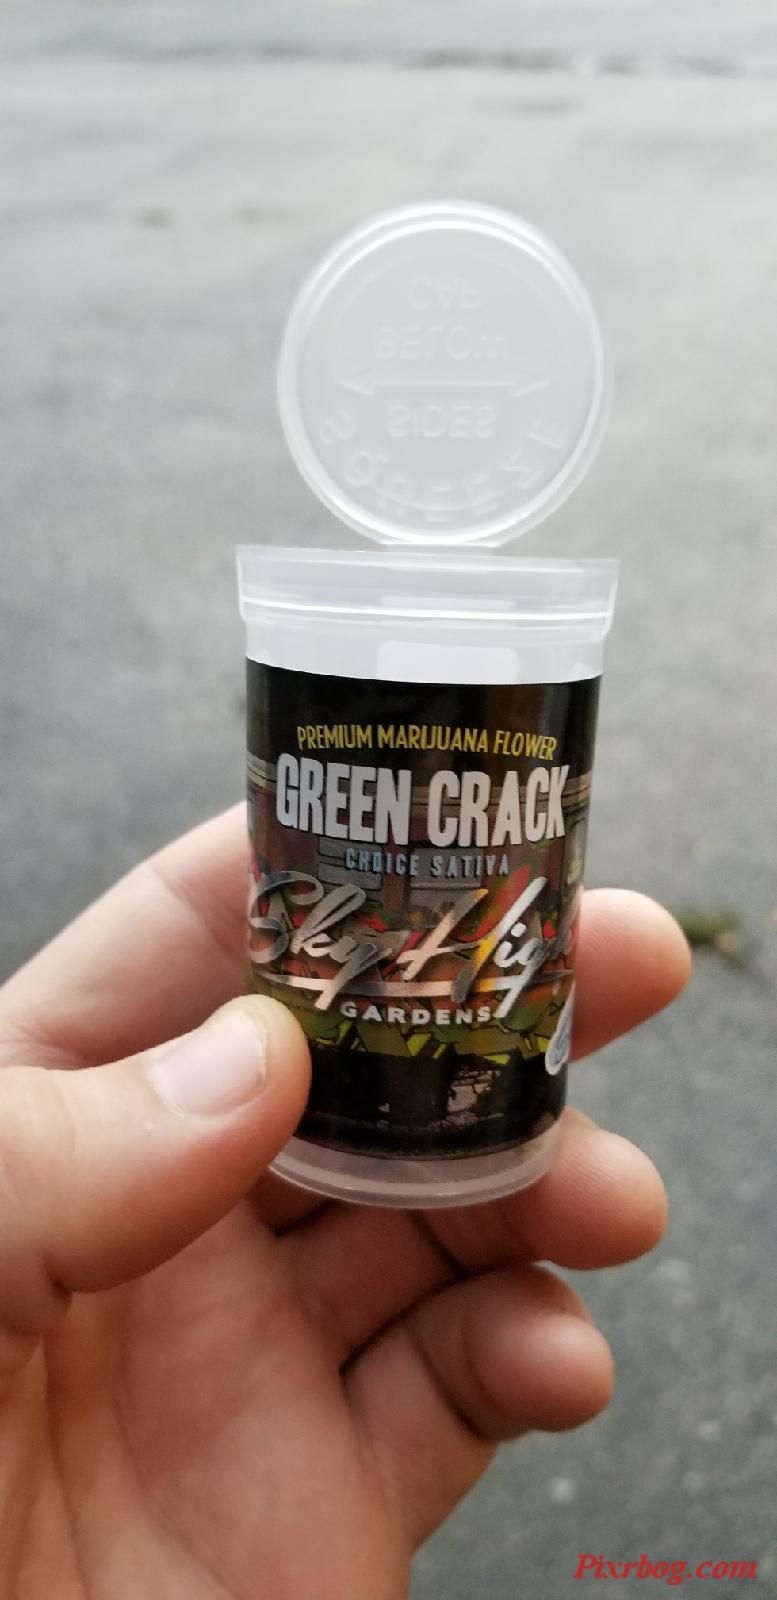 CAP
BELOW
SIDES
SQUEEZE
PREMIUM MARIJUANA FLOWER
GREEN CRACK
CHOICE SATIVA
Sky High
GARDENS
Pixrbog.com